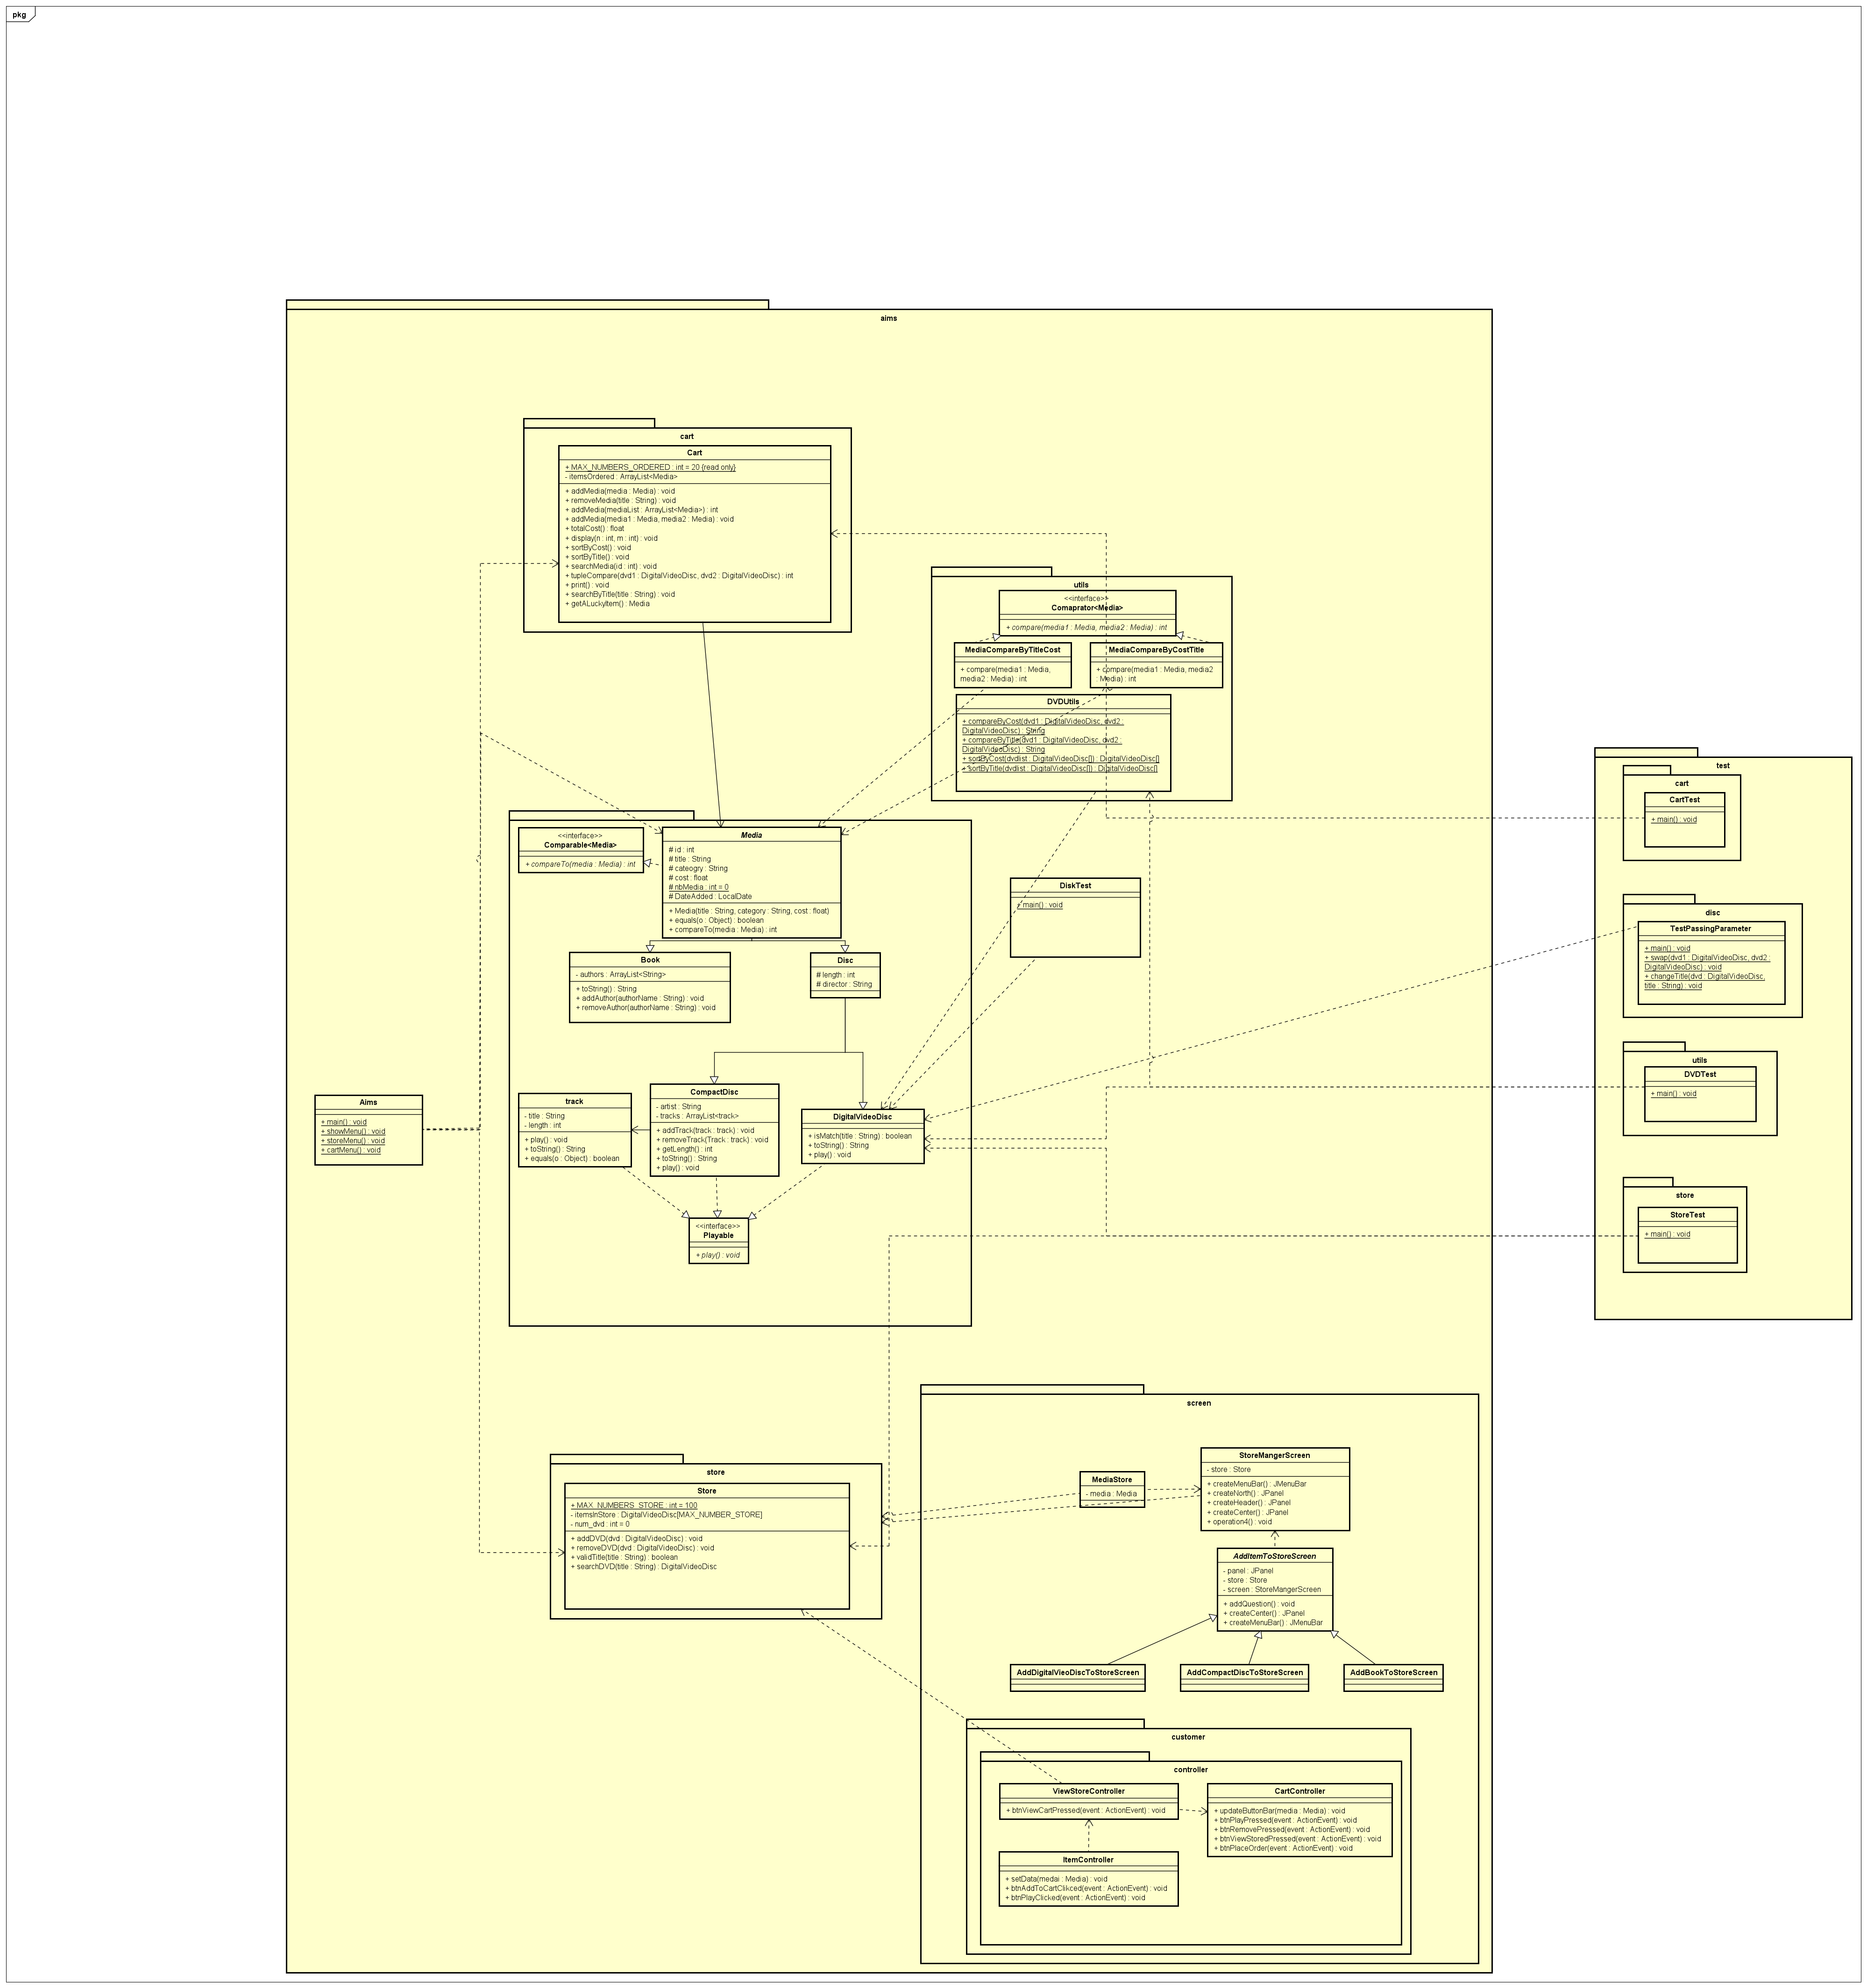 pkg
aims
cart
Cart
+ MAX_NUMBERS_ORDERED : int = 20 {read only}
- itemsOrdered : ArrayList<Media>
+ addMedia(media : Media) : void
+ removeMedia(title : String) : void
+ addMedia(mediaList : ArrayList<Media>) : int
+ addMedia(media1 : Media, media2 : Media) : void
+ totalCost() : float
+ display(n : int, m : int) : void
+ sortByCost() : void
+ sortByTitle() : void
+ searchMedia(id : int) : void
+ tupleCompare(dvd1 : DigitalVideoDisc, dvd2 : DigitalVideoDisc) : int
+ print() : void
+ searchByTitle(title : String) : void
+ getALuckyItem() : Media
utils
<<interface>>
Comaprator<Media>
+ compare(media1 : Media, media2 : Media) : int
MediaCompareByTitleCost
+ compare(media1 : Media,
media2 : Media) : int
MediaCompareByCostTitle
+ compare(media1 : Media, media2
: Media) : int
DVDUtils
+ compareByCost(dvd1 : DigitalVideoDisc, dvd2 :
DigitalVideoDisc) : String
+ compareByTitle(dvd1 : DigitalVideoDisc, dvd2 :
DigitalVideoDisc) : String
+ sortByCost(dvdlist : DigitalVideoDisc[]) : DigitalVideoDisc[]
+ sortByTitle(dvdlist : DigitalVideoDisc[]) : DigitalVideoDisc[]
<<interface>>
Comparable<Media>
+ compareTo(media : Media) : int
Media
# id : int
# title : String
# cateogry : String
# cost : float
# nbMedia : int = 0
# DateAdded : LocalDate
+ Media(title : String, category : String, cost : float)
+ equals(o : Object) : boolean
+ compareTo(media : Media) : int
Book
- authors : ArrayList<String>
+ toString() : String
+ addAuthor(authorName : String) : void
+ removeAuthor(authorName : String) : void
Disc
# length : int
# director : String
DiskTest
+ main() : void
Aims
+ main() : void
+ showMenu() : void
+ storeMenu() : void
+ cartMenu() : void
track
- title : String
- length : int
+ play() : void
+ toString() : String
+ equals(o : Object) : boolean
CompactDisc
- artist : String
- tracks : ArrayList<track>
+ addTrack(track : track) : void
+ removeTrack(Track : track) : void
+ getLength() : int
+ toString() : String
+ play() : void
DigitalVideoDisc
+ isMatch(title : String) : boolean
+ toString() : String
+ play() : void
<<interface>>
Playable
+ play() : void
test
cart
CartTest
+ main() : void
disc
TestPassingParameter
+ main() : void
+ swap(dvd1 : DigitalVideoDisc, dvd2 :
DigitalVideoDisc) : void
+ changeTitle(dvd : DigitalVideoDisc,
title : String) : void
utils
DVDTest
+ main() : void
store
StoreTest
+ main() : void
store
Store
+ MAX_NUMBERS_STORE : int = 100
- itemsInStore : DigitalVideoDisc[MAX_NUMBER_STORE]
- num_dvd : int = 0
+ addDVD(dvd : DigitalVideoDisc) : void
+ removeDVD(dvd : DigitalVideoDisc) : void
+ validTitle(title : String) : boolean
+ searchDVD(title : String) : DigitalVideoDisc
screen
MediaStore
- media : Media
StoreMangerScreen
- store : Store
+ createMenuBar() : JMenuBar
+ createNorth() : JPanel
+ createHeader() : JPanel
+ createCenter() : JPanel
+ operation4() : void
AddItemToStoreScreen
- panel : JPanel
- store : Store
- screen : StoreMangerScreen
+ addQuestion() : void
+ createCenter() : JPanel
+ createMenuBar() : JMenuBar
AddDigitalVieoDiscToStoreScreen
AddCompactDiscToStoreScreen
AddBookToStoreScreen
customer
controller
ViewStoreController
+ btnViewCartPressed(event : ActionEvent) : void
CartController
+ updateButtonBar(media : Media) : void
+ btnPlayPressed(event : ActionEvent) : void
+ btnRemovePressed(event : ActionEvent) : void
+ btnViewStoredPressed(event : ActionEvent) : void
+ btnPlaceOrder(event : ActionEvent) : void
ItemController
+ setData(medai : Media) : void
+ btnAddToCartClikced(event : ActionEvent) : void
+ btnPlayClicked(event : ActionEvent) : void